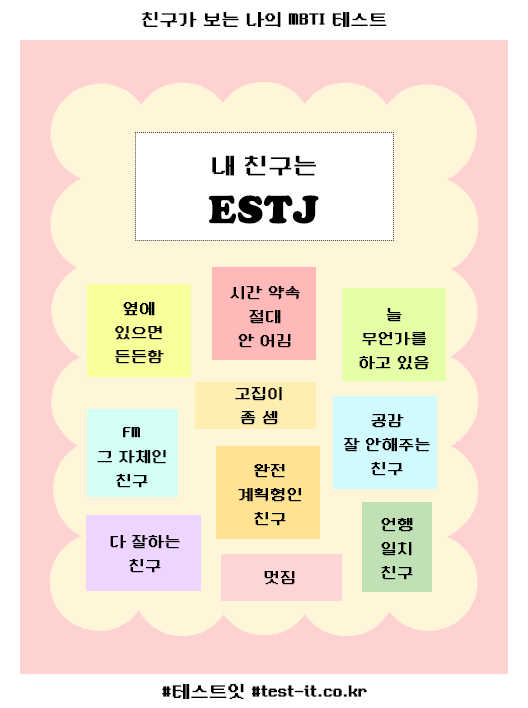 친구가 보는 나의 MBTI 테스트
내 친구는
ESTJ
옆에
있으면
든든함
시간 약속
절대
안 어김
늘
무언가를
하고 있음
고집이
좀 셈
FM
그 자체인
친구
공감
잘 안해주는
친구
완전
계획형인
친구
다 잘하는
친구
언행
일치
친구
멋짐
#테스트잇 #test-it.co.kr